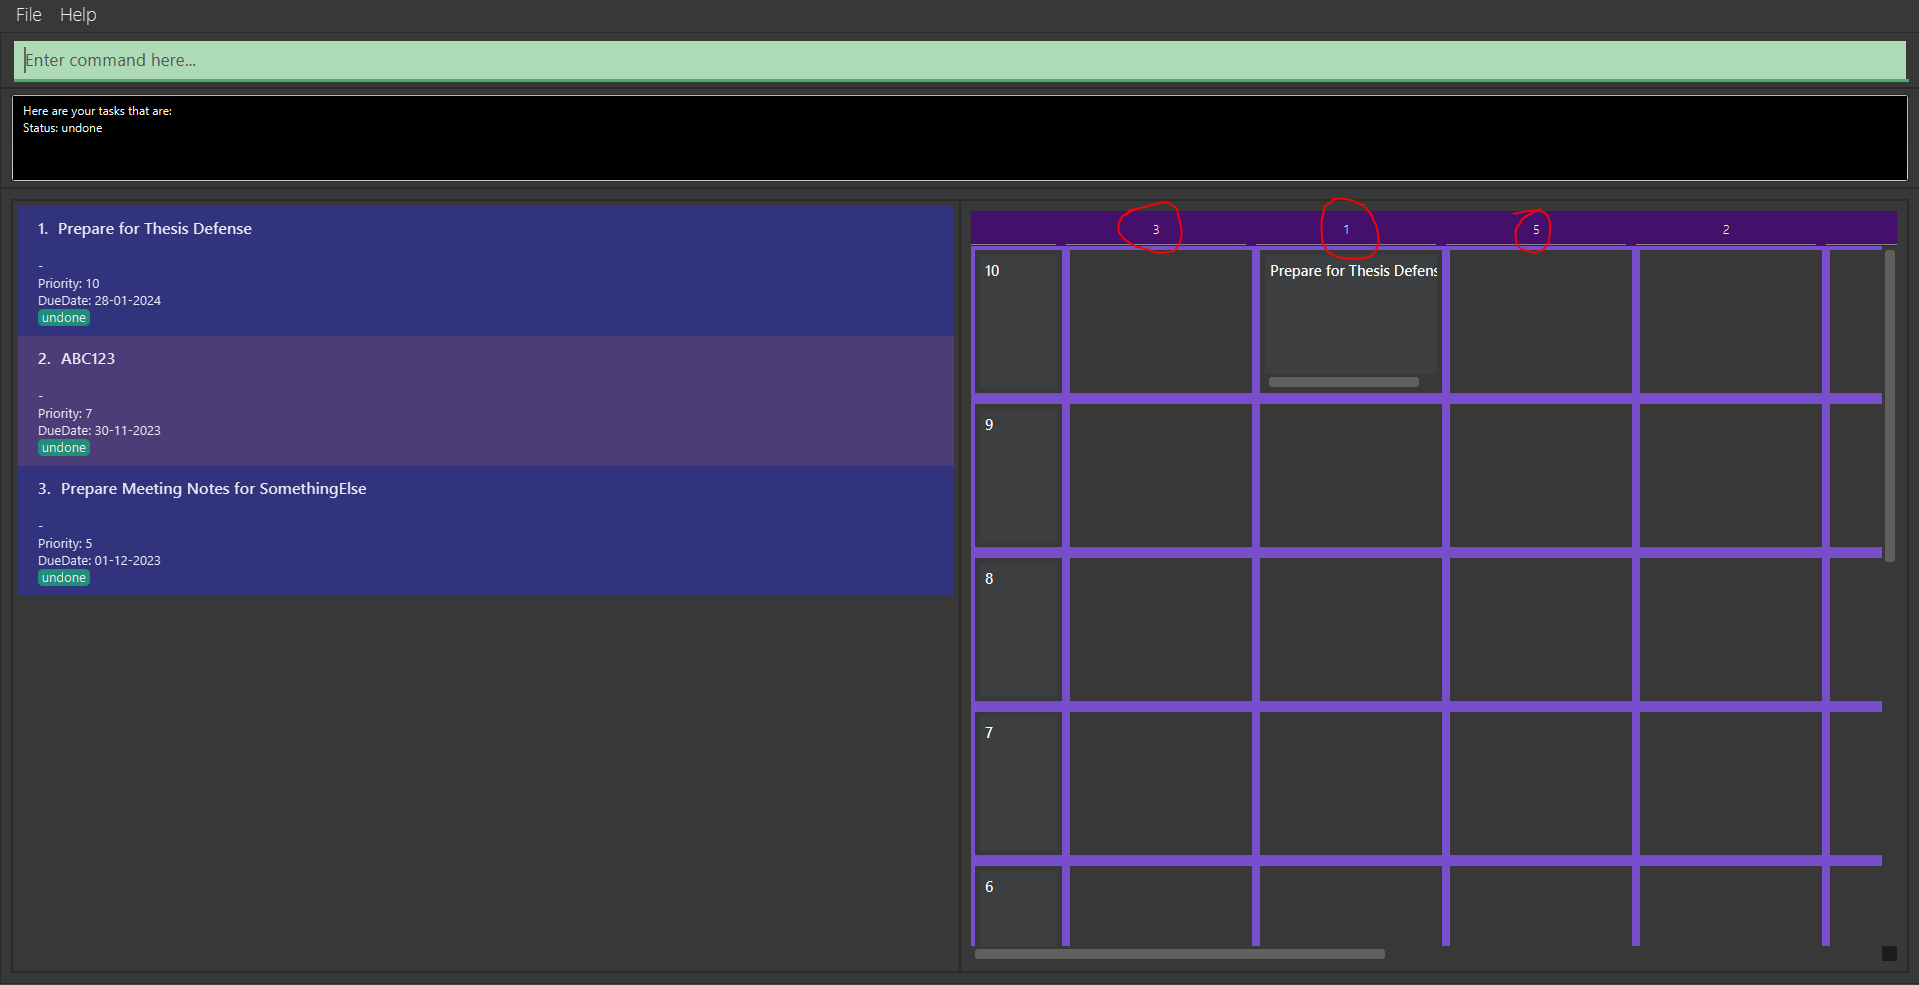 File Help
Enter command here...
Here are your tasks that are:
Status: undone
1. Prepare for Thesis Defense
-
Priority: 10
DueDate: 28-01-2024
undone
2. ABC123
-
Priority: 7
DueDate: 30-11-2023
undone
3. Prepare Meeting Notes for SomethingElse
-
Priority: 5
DueDate: 01-12-2023
undone
3 1 5 2
10 Prepare for Thesis Defens
9
8
7
6